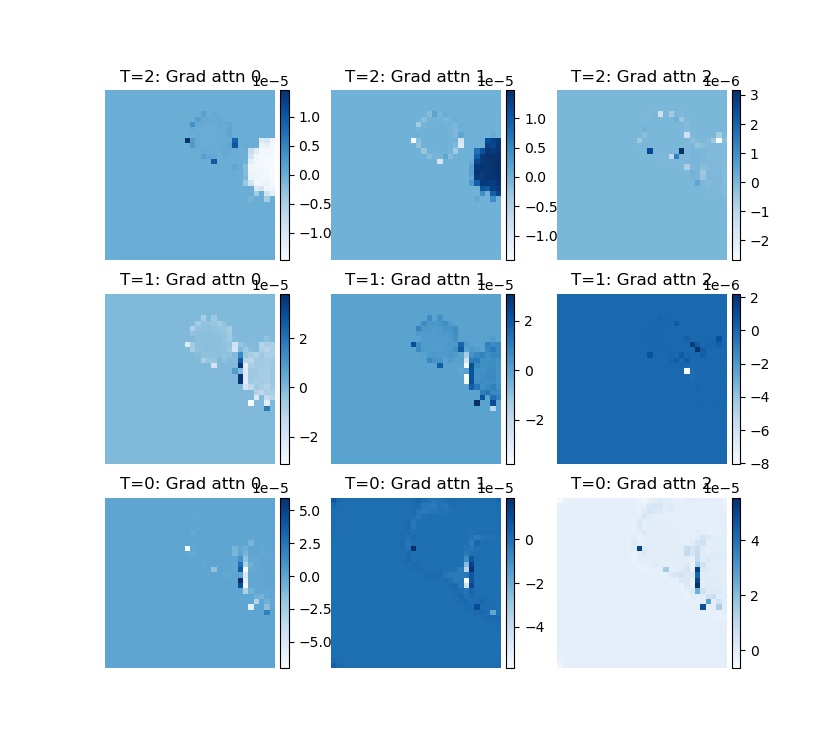 T=2: Grad attn 0
1e−5
T=2: Grad attn 1
1e−5
T=2: Grad attn 2
1e−6
1.0
0.5
0.0
−0.5
−1.0
1.0
0.5
0.0
−0.5
−1.0
3
2
1
0
−1
−2
T=1: Grad attn 0
1e−5
T=1: Grad attn 1
1e−5
T=1: Grad attn 2
1e−6
2
0
−2
2
0
−2
2
0
−2
−4
−6
−8
T=0: Grad attn 0
1e−5
T=0: Grad attn 1
1e−5
T=0: Grad attn 2
1e−5
5.0
2.5
0.0
−2.5
−5.0
0
−2
−4
4
2
0